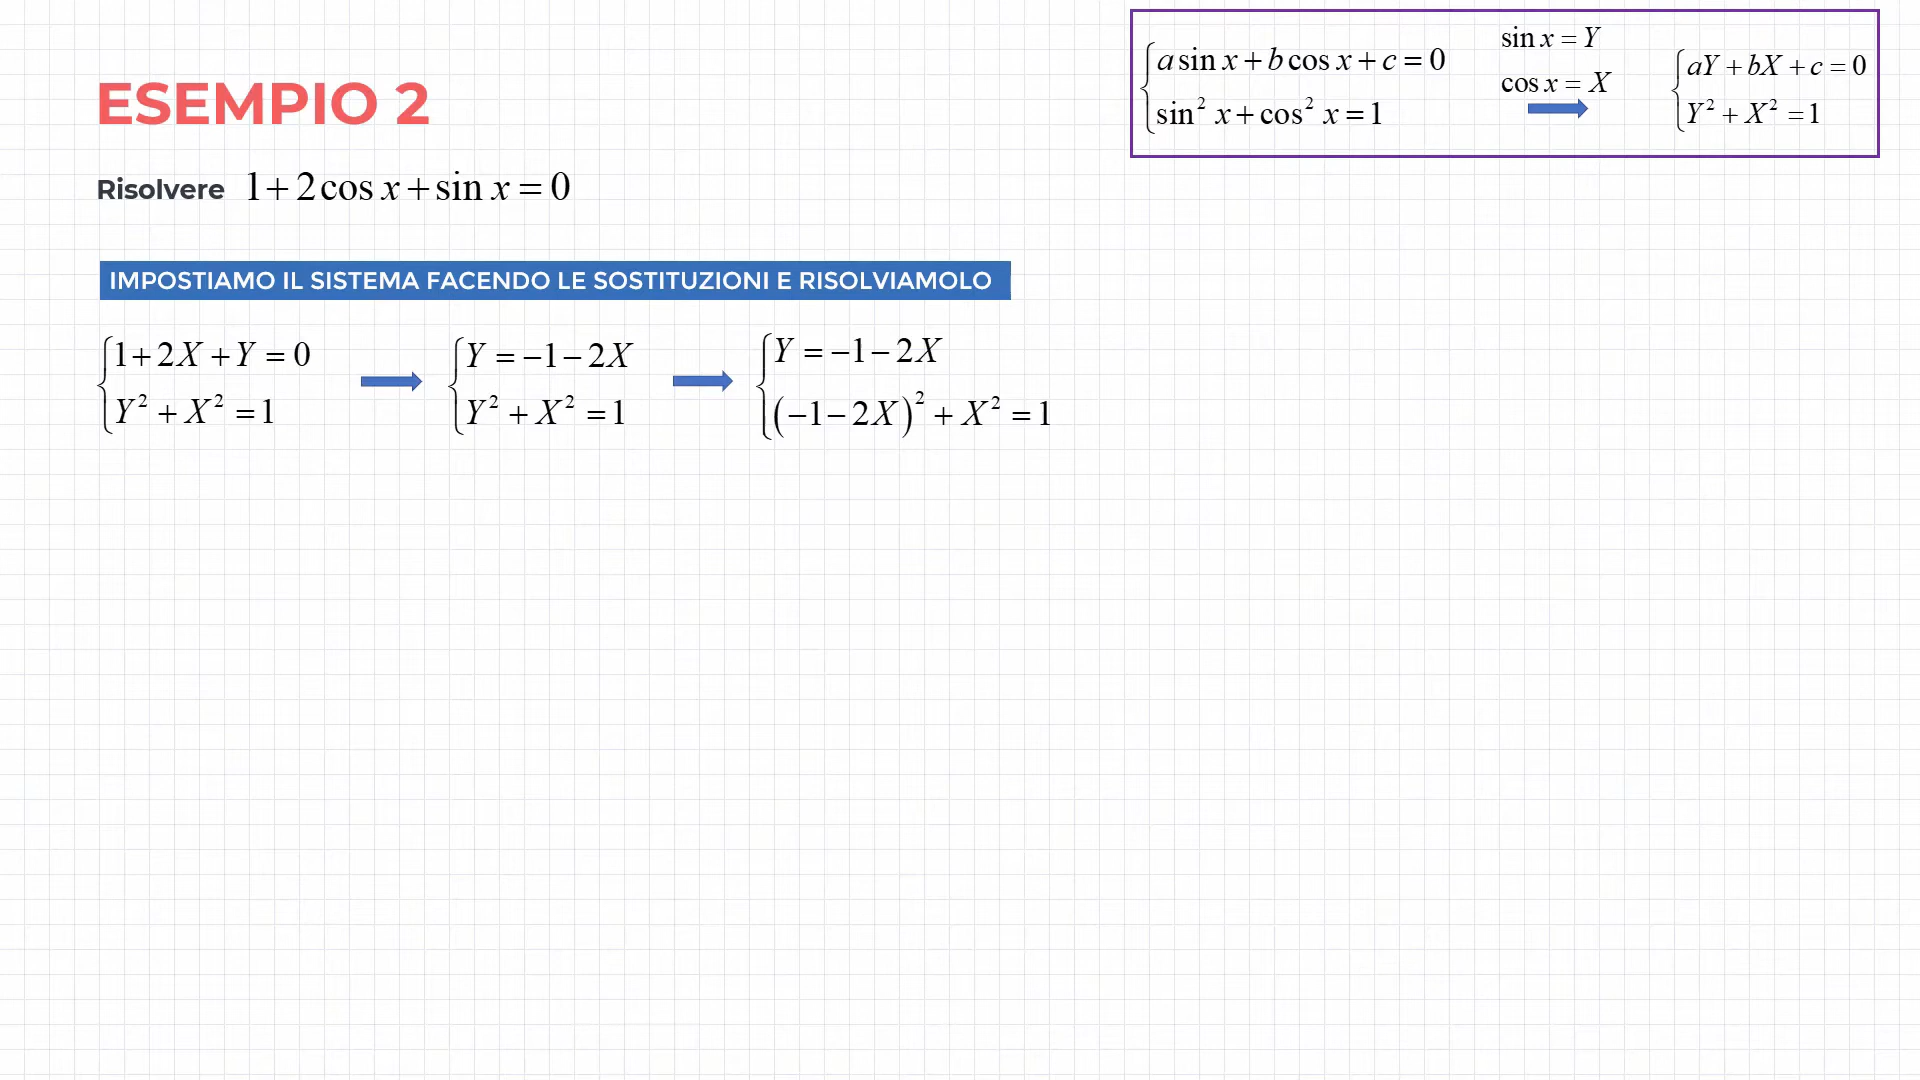 ESEMPIO 2
Risolvere 1+2cos x+sin x=0
a sin x+b cos x+c=0
sin² x+cos² x=1
sin x=Y
cos x=X
aY+bX+c=0
Y²+X²=1
IMPOSTIAMO IL SISTEMA FACENDO LE SOSTITUZIONI E RISOLVIAMOLO
1+2X+Y=0
Y²+X²=1
Y=−1−2X
Y²+X²=1
Y=−1−2X
(−1−2X)²+X²=1